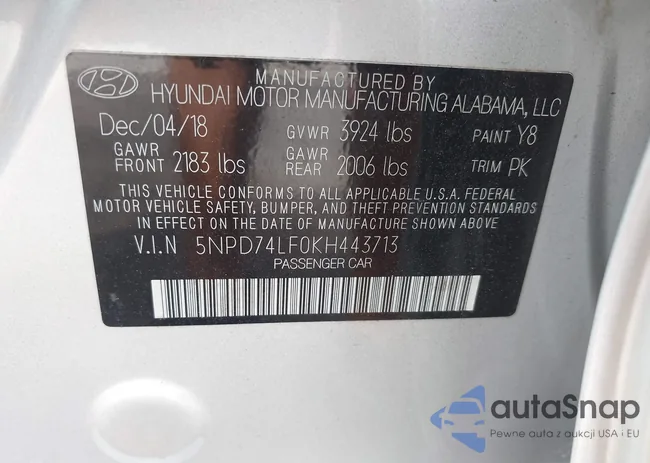 MANUFACTURED BY
HYUNDAI MOTOR MANUFACTURING ALABAMA, LLC
Dec/04/18 GVWR 3924 lbs PAINT Y8
GAWR FRONT 2183 lbs GAWR REAR 2006 lbs TRIM PK
THIS VEHICLE CONFORMS TO ALL APPLICABLE U.S.A. FEDERAL
MOTOR VEHICLE SAFETY, BUMPER, AND THEFT PREVENTION STANDARDS
IN EFFECT ON THE DATE OF MANUFACTURE SHOWN ABOVE
V.I.N 5NPD74LF0KH443713
PASSENGER CAR
autaSnap
Pewne auta z aukcji USA i EU